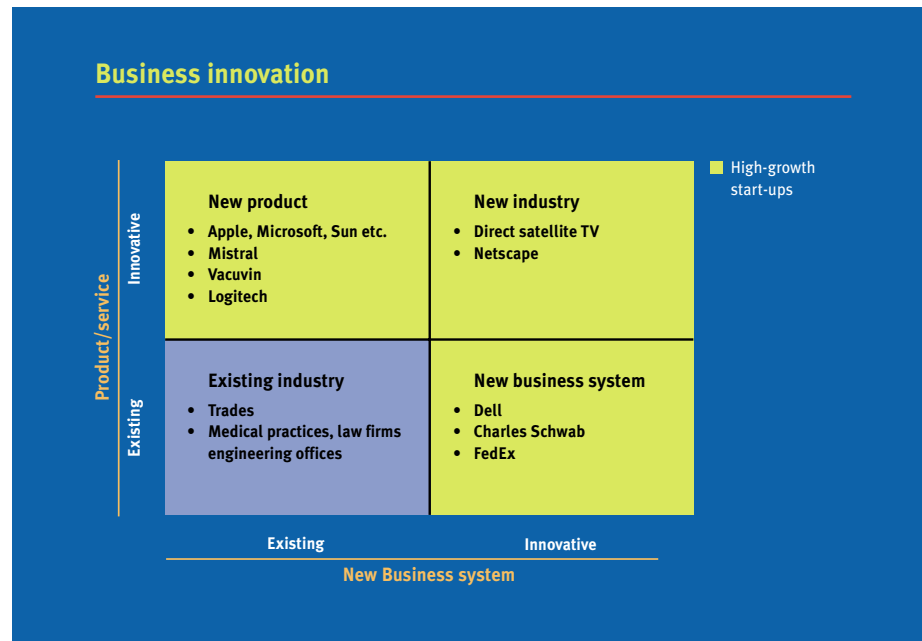 Business innovation
High-growth
start-ups
Product/service
Innovative
Existing
New product
• Apple, Microsoft, Sun etc.
• Mistral
• Vacuvin
• Logitech
New industry
• Direct satellite TV
• Netscape
Existing industry
• Trades
• Medical practices, law firms
engineering offices
New business system
• Dell
• Charles Schwab
• FedEx
Existing
Innovative
New Business system